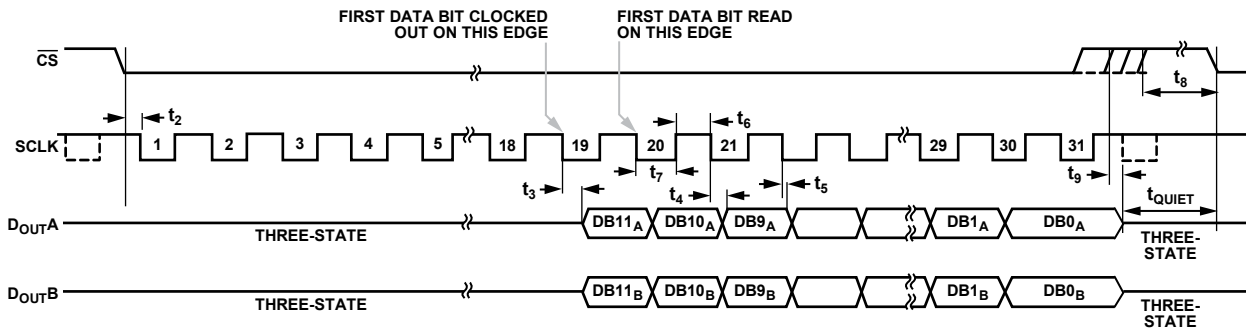 FIRST DATA BIT CLOCKED
OUT ON THIS EDGE
FIRST DATA BIT READ
ON THIS EDGE
CS
t8
t2
t6
SCLK
1 2 3 4 5 18 19 20 21 29 30 31
t3
t7
t4
t5
t9
tQUIET
DOUTA
THREE-STATE
DB11A DB10A DB9A DB1A DB0A
THREE-
STATE
DOUTB
THREE-STATE
DB11B DB10B DB9B DB1B DB0B
THREE-
STATE